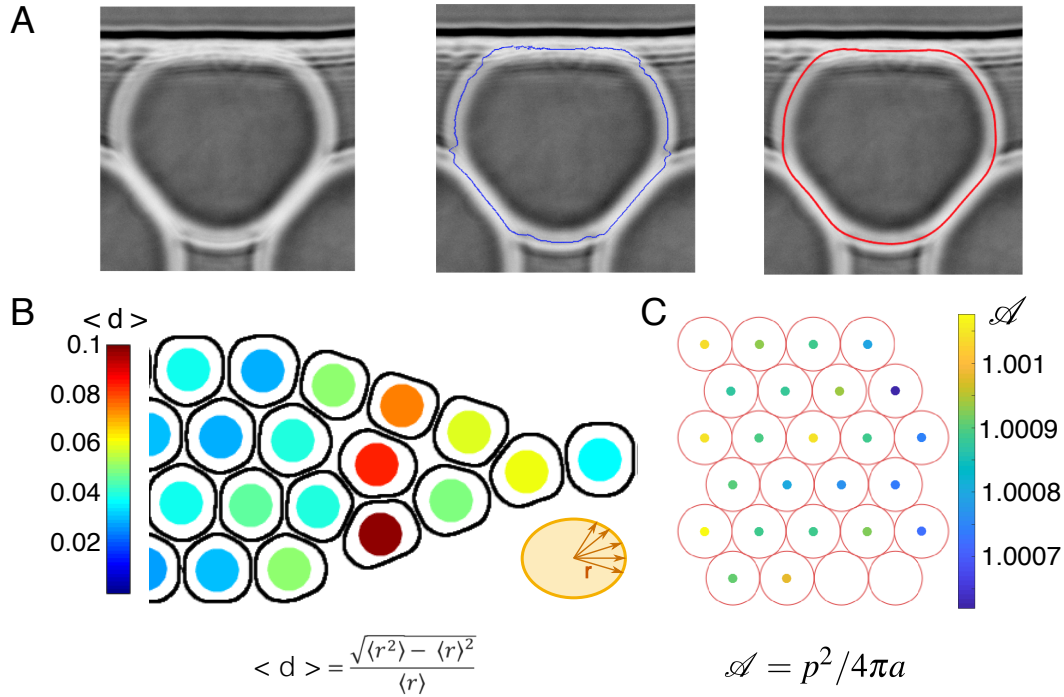 A
B
< d >
0.1
0.08
0.06
0.04
0.02
r
< d > = √(⟨r²⟩ − ⟨r⟩²) / ⟨r⟩
C
𝒜
1.001
1.0009
1.0008
1.0007
𝒜 = p²/4πa